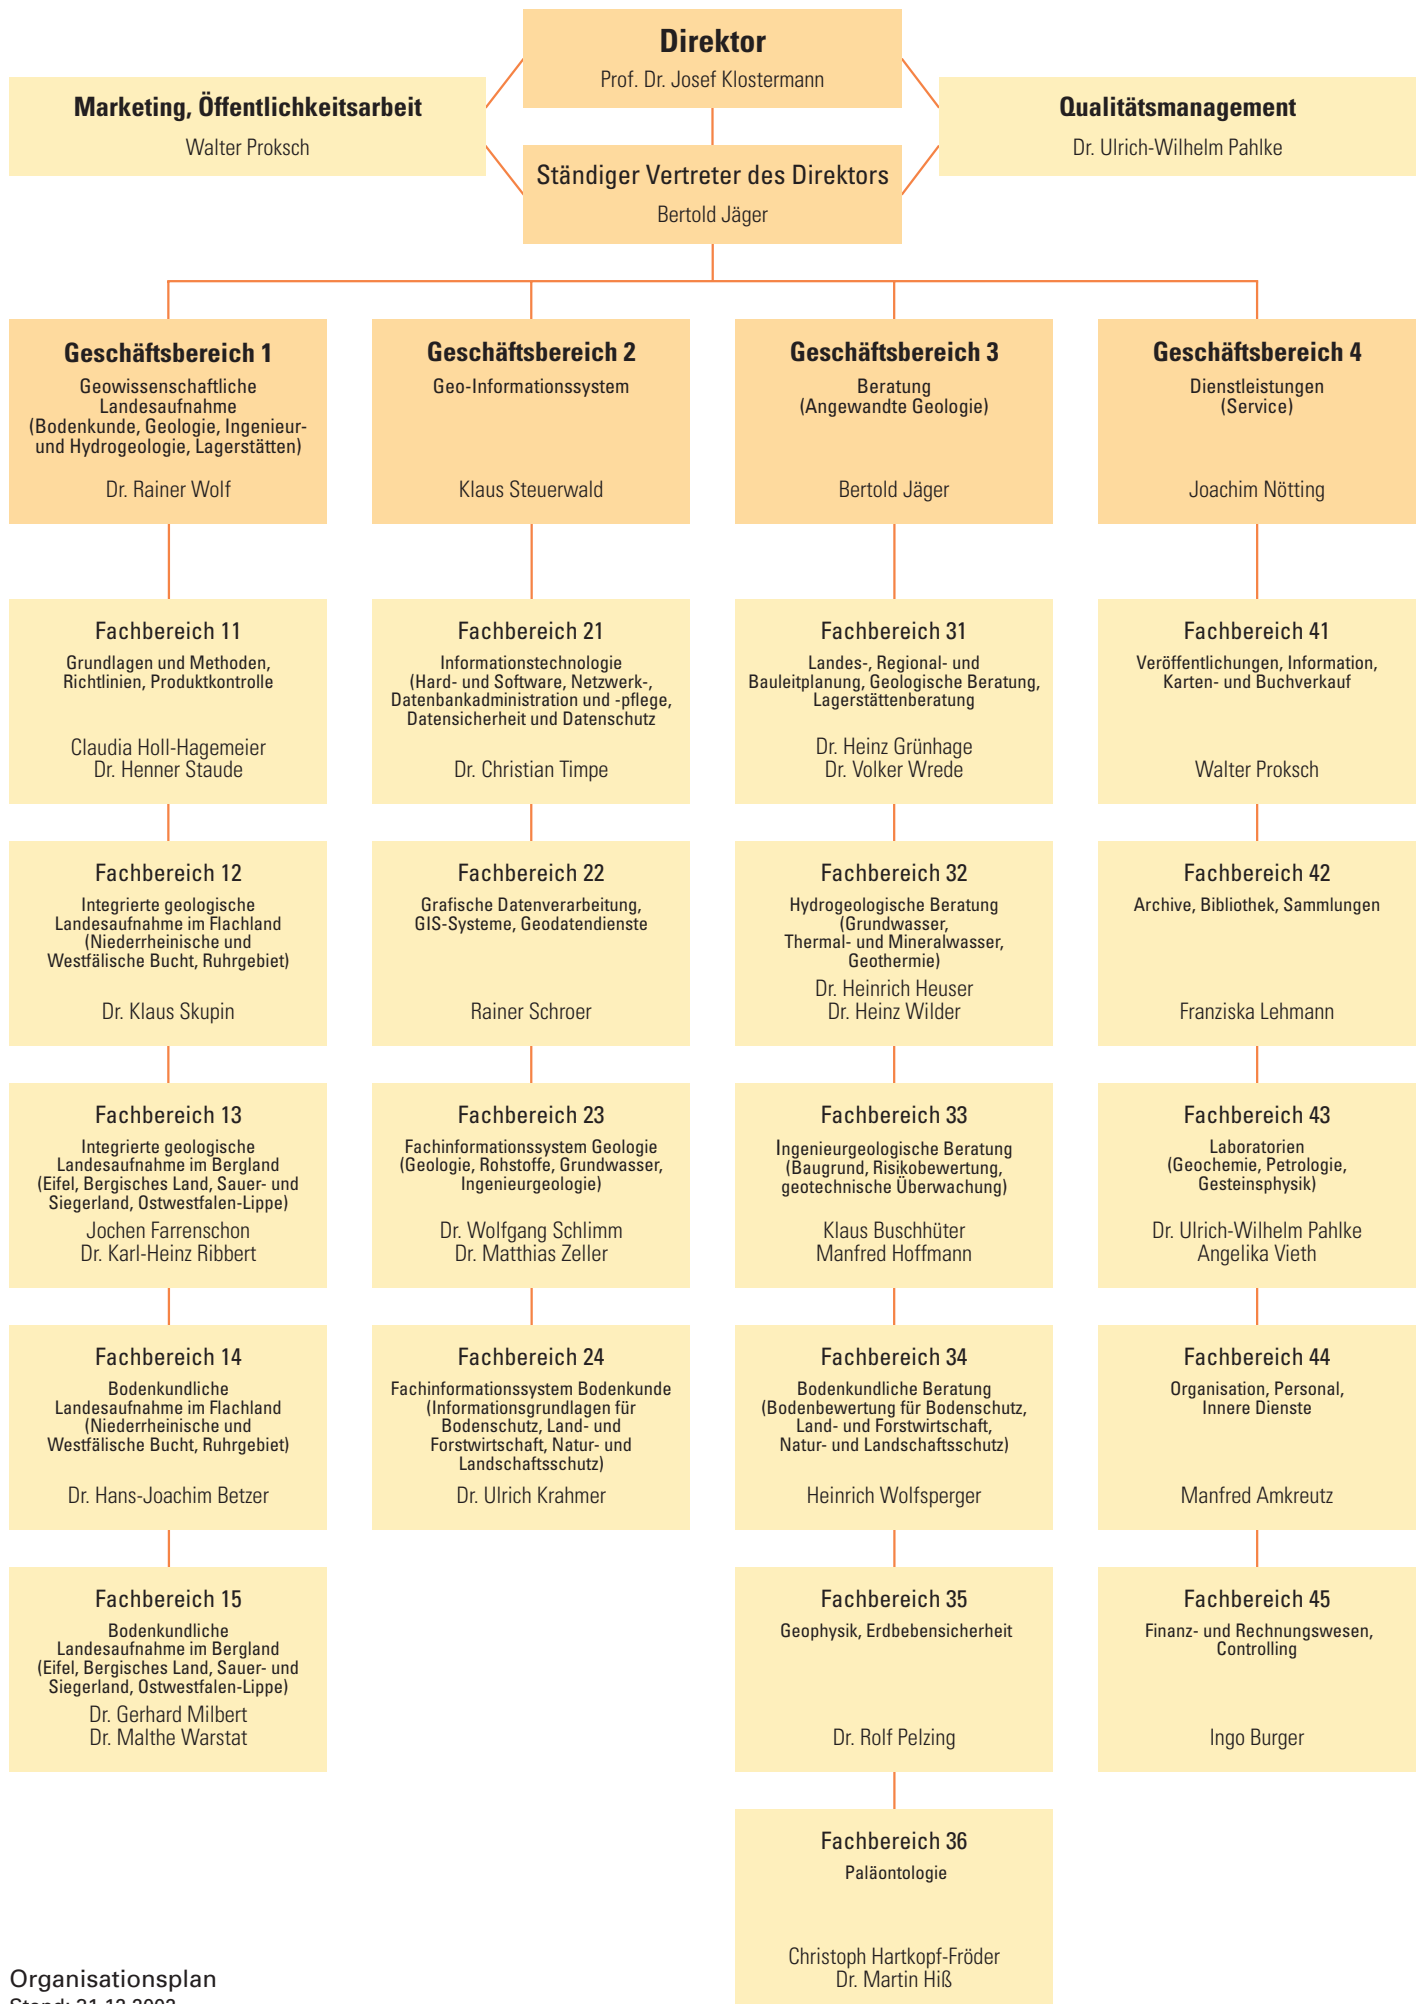 Direktor
Prof. Dr. Josef Klostermann
Marketing, Öffentlichkeitsarbeit
Walter Proksch
Qualitätsmanagement
Dr. Ulrich-Wilhelm Pahlke
Ständiger Vertreter des Direktors
Bertold Jäger
Geschäftsbereich 1
Geowissenschaftliche
Landesaufnahme
(Bodenkunde, Geologie, Ingenieur-
und Hydrogeologie, Lagerstätten)
Dr. Rainer Wolf
Geschäftsbereich 2
Geo-Informationssystem
Klaus Steuerwald
Geschäftsbereich 3
Beratung
(Angewandte Geologie)
Bertold Jäger
Geschäftsbereich 4
Dienstleistungen
(Service)
Joachim Nötting
Fachbereich 11
Grundlagen und Methoden,
Richtlinien, Produktkontrolle
Claudia Holl-Hagemeier
Dr. Henner Staude
Fachbereich 21
Informationstechnologie
(Hard- und Software, Netzwerk-,
Datenbankadministration und -pflege,
Datensicherheit und Datenschutz
Dr. Christian Timpe
Fachbereich 31
Landes-, Regional- und
Bauleitplanung, Geologische Beratung,
Lagerstättenberatung
Dr. Heinz Grünhage
Dr. Volker Wrede
Fachbereich 41
Veröffentlichungen, Information,
Karten- und Buchverkauf
Walter Proksch
Fachbereich 12
Integrierte geologische
Landesaufnahme im Flachland
(Niederrheinische und
Westfälische Bucht, Ruhrgebiet)
Dr. Klaus Skupin
Fachbereich 22
Grafische Datenverarbeitung,
GIS-Systeme, Geodatendienste
Rainer Schroer
Fachbereich 32
Hydrogeologische Beratung
(Grundwasser,
Thermal- und Mineralwasser,
Geothermie)
Dr. Heinrich Heuser
Dr. Heinz Wilder
Fachbereich 42
Archive, Bibliothek, Sammlungen
Franziska Lehmann
Fachbereich 13
Integrierte geologische
Landesaufnahme im Bergland
(Eifel, Bergisches Land, Sauer- und
Siegerland, Ostwestfalen-Lippe)
Jochen Farrenschon
Dr. Karl-Heinz Ribbert
Fachbereich 23
Fachinformationssystem Geologie
(Geologie, Rohstoffe, Grundwasser,
Ingenieurgeologie)
Dr. Wolfgang Schlimm
Dr. Matthias Zeller
Fachbereich 33
Ingenieurgeologische Beratung
(Baugrund, Risikobewertung,
geotechnische Überwachung)
Klaus Buschhüter
Manfred Hoffmann
Fachbereich 43
Laboratorien
(Geochemie, Petrologie,
Gesteinsphysik)
Dr. Ulrich-Wilhelm Pahlke
Angelika Vieth
Fachbereich 14
Bodenkundliche
Landesaufnahme im Flachland
(Niederrheinische und
Westfälische Bucht, Ruhrgebiet)
Dr. Hans-Joachim Betzer
Fachbereich 24
Fachinformationssystem Bodenkunde
(Informationsgrundlagen für
Bodenschutz, Land- und
Forstwirtschaft, Natur- und
Landschaftsschutz)
Dr. Ulrich Krahmer
Fachbereich 34
Bodenkundliche Beratung
(Bodenbewertung für Bodenschutz,
Land- und Forstwirtschaft,
Natur- und Landschaftsschutz)
Heinrich Wolfsperger
Fachbereich 44
Organisation, Personal,
Innere Dienste
Manfred Amkreutz
Fachbereich 15
Bodenkundliche
Landesaufnahme im Bergland
(Eifel, Bergisches Land, Sauer- und
Siegerland, Ostwestfalen-Lippe)
Dr. Gerhard Milbert
Dr. Malthe Warstat
Fachbereich 35
Geophysik, Erdbebensicherheit
Dr. Rolf Pelzing
Fachbereich 45
Finanz- und Rechnungswesen,
Controlling
Ingo Burger
Fachbereich 36
Paläontologie
Christoph Hartkopf-Fröder
Dr. Martin Hiß
Organisationsplan
Stand: